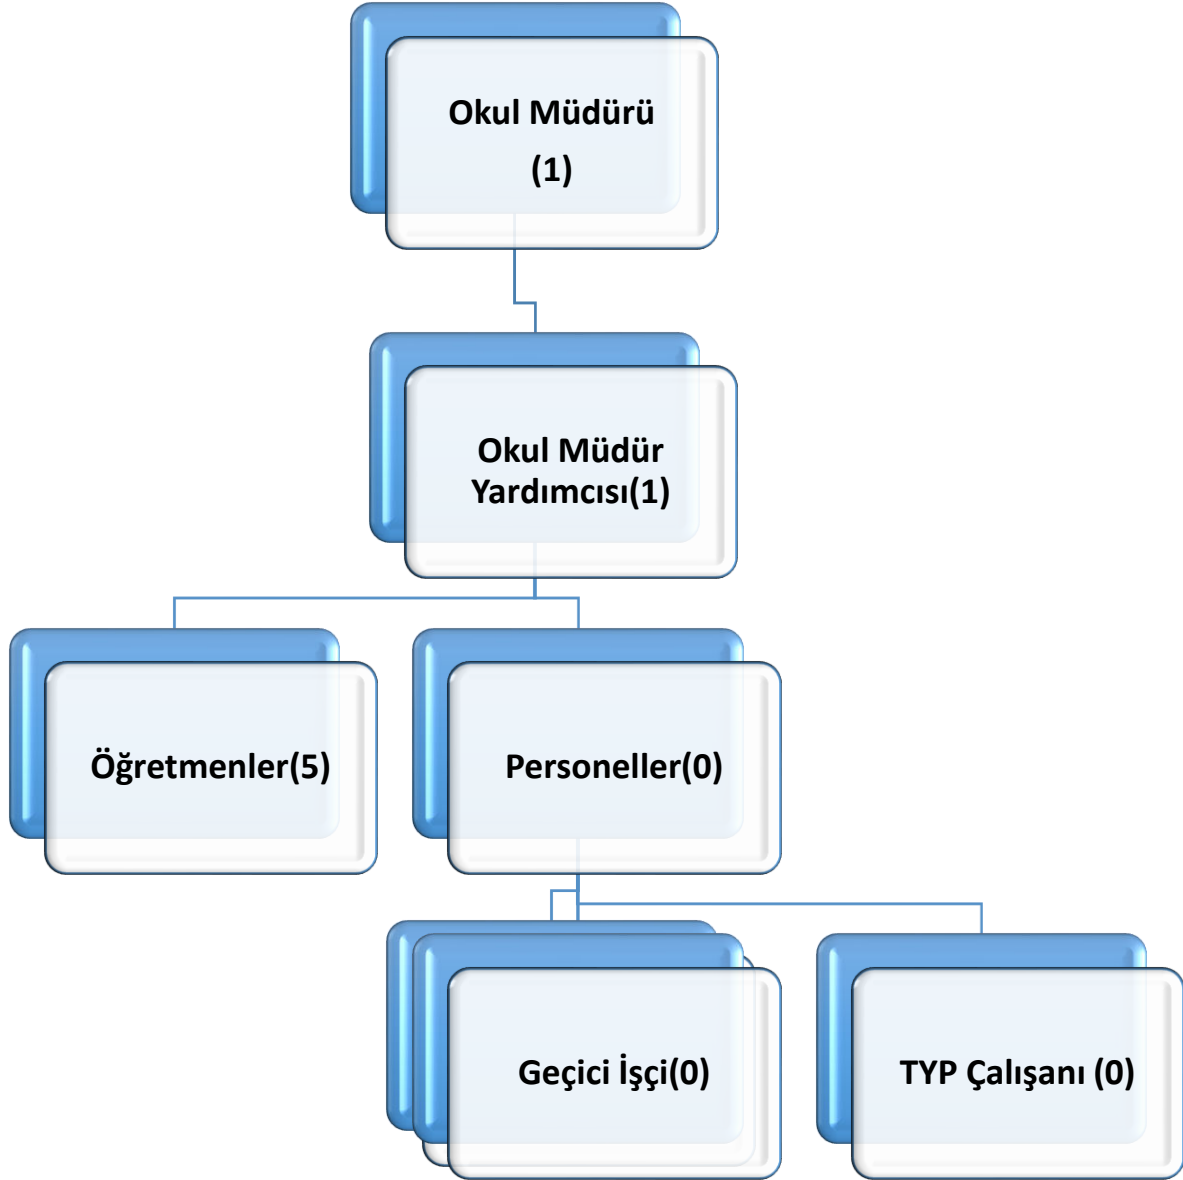 Okul Müdürü
(1)
Okul Müdür
Yardımcısı(1)
Öğretmenler(5)
Personeller(0)
Geçici İşçi(0)
TYP Çalışanı (0)